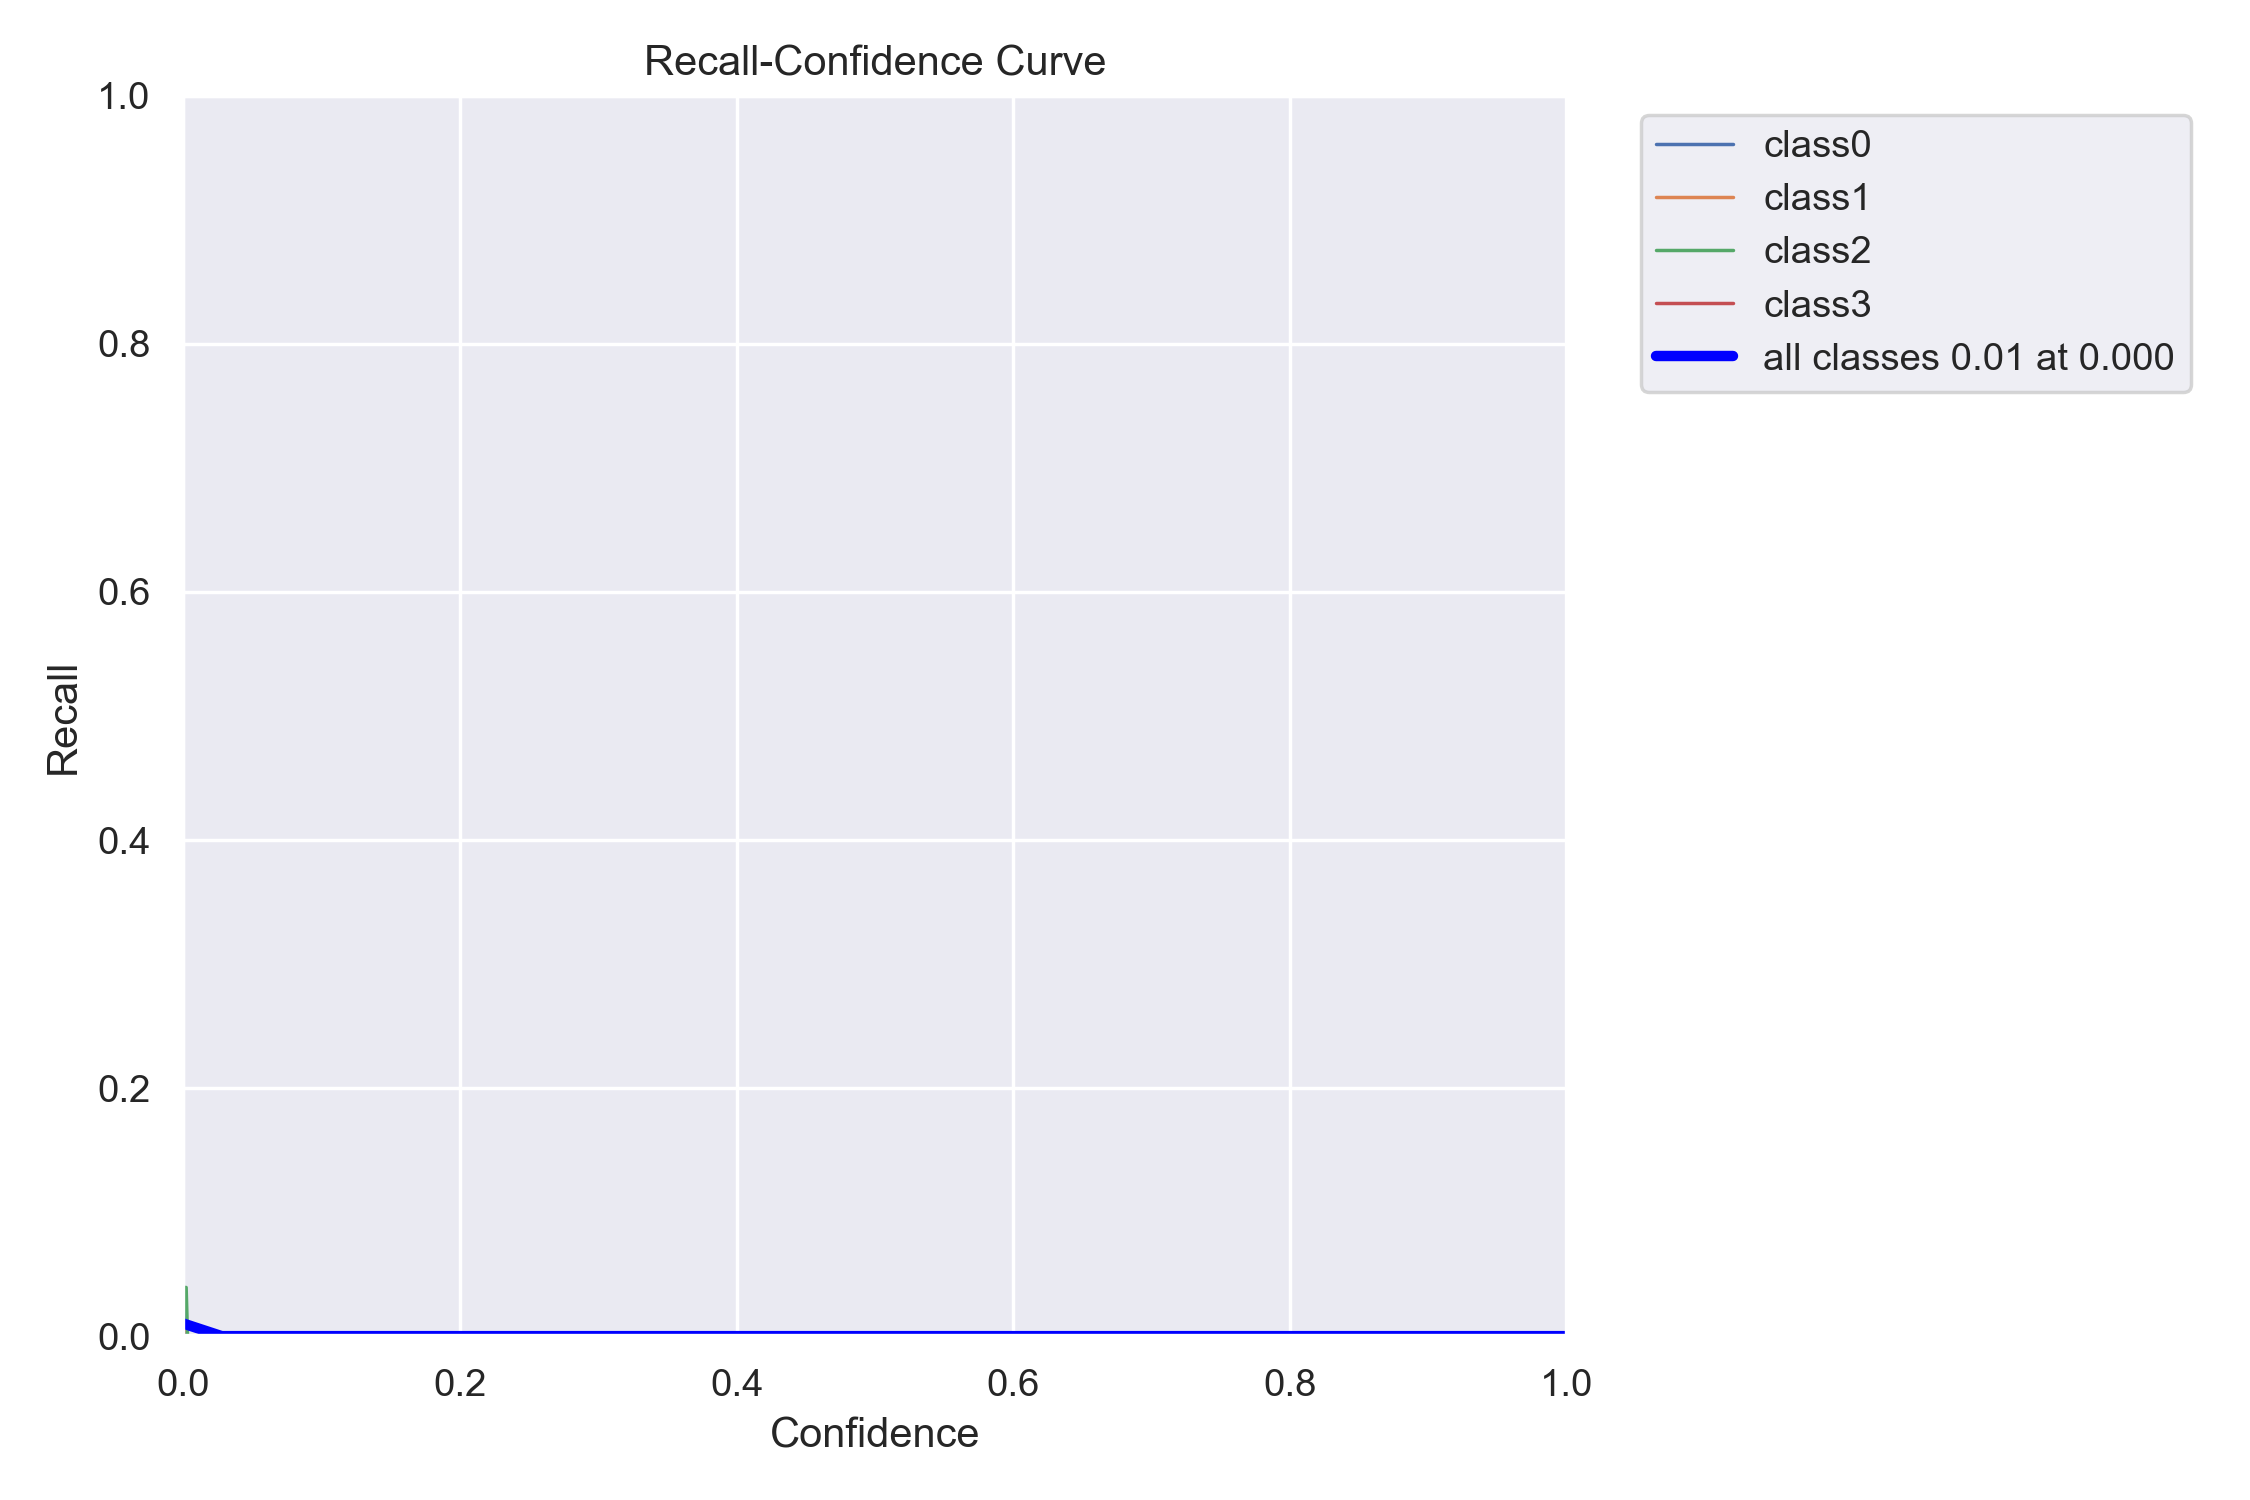 Recall-Confidence Curve
1.0
0.8
0.6
0.4
0.2
0.0
Recall
0.0 0.2 0.4 0.6 0.8 1.0
Confidence
class0
class1
class2
class3
all classes 0.01 at 0.000